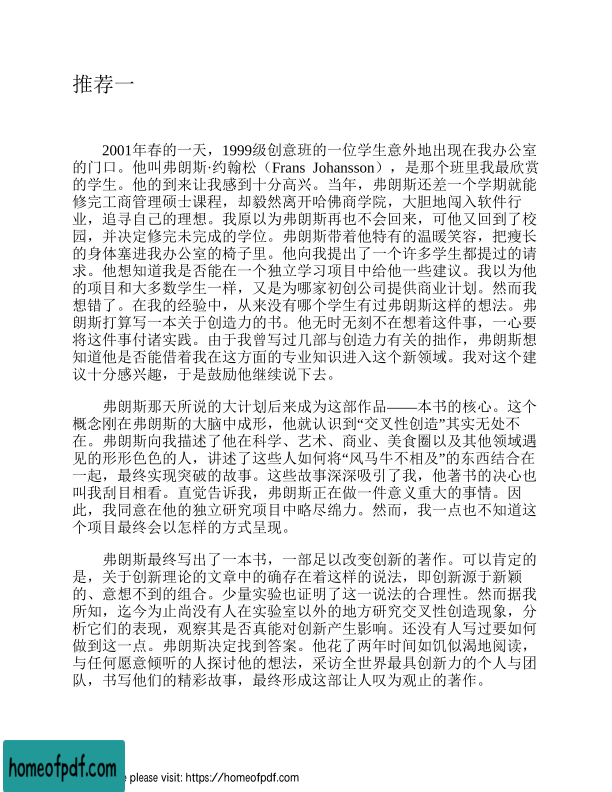 推荐一
2001年春的一天，1999级创意班的一位学生意外地出现在我办公室
的门口。他叫弗朗斯·约翰松（Frans Johansson），是那个班里我最欣赏
的学生。他的到来让我感到十分高兴。当年，弗朗斯还差一个学期就能
修完工商管理硕士课程，却毅然离开哈佛商学院，大胆地闯入软件行
业，追寻自己的理想。我原以为弗朗斯再也不会回来，可他又回到了校
园，并决定修完未完成的学位。弗朗斯带着他特有的温暖笑容，把瘦长
的身体塞进我办公室的椅子里。他向我提出了一个许多学生都提过的请
求。他想知道我是否能在一个独立学习项目中给他一些建议。我以为他
的项目和大多数学生一样，又是为哪家初创公司提供商业计划。然而我
想错了。在我的经验中，从来没有哪个学生有过弗朗斯这样的想法。弗
朗斯打算写一本关于创造力的书。他无时无刻不在想着这件事，一心要
将这件事付诸实践。由于我曾写过几部与创造力有关的拙作，弗朗斯想
知道他是否能借着我在这方面的专业知识进入这个新领域。我对这个建
议十分感兴趣，于是鼓励他继续说下去。
弗朗斯那天所说的大计划后来成为这部作品——本书的核心。这个
概念刚在弗朗斯的大脑中成形，他就认识到“交叉性创造”其实无处不
在。弗朗斯向我描述了他在科学、艺术、商业、美食圈以及其他领域遇
见的形形色色的人，讲述了这些人如何将“风马牛不相及”的东西结合在
一起，最终实现突破的故事。这些故事深深吸引了我，他著书的决心也
叫我刮目相看。直觉告诉我，弗朗斯正在做一件意义重大的事情。因
此，我同意在他的独立研究项目中略尽绵力。然而，我一点也不知道这
个项目最终会以怎样的方式呈现。
弗朗斯最终写出了一本书，一部足以改变创新的著作。可以肯定的
是，关于创新理论的文章中的确存在着这样的说法，即创新源于新颖
的、意想不到的组合。少量实验也证明了这一说法的合理性。然而据我
所知，迄今为止尚没有人在实验室以外的地方研究交叉性创造现象，分
析它们的表现，观察其是否真能对创新产生影响。还没有人写过要如何
做到这一点。弗朗斯决定找到答案。他花了两年时间如饥似渴地阅读，
与任何愿意倾听的人探讨他的想法，采访全世界最具创新力的个人与团
队，书写他们的精彩故事，最终形成这部让人叹为观止的著作。
homeofpdf.com
e please visit: https://homeofpdf.com